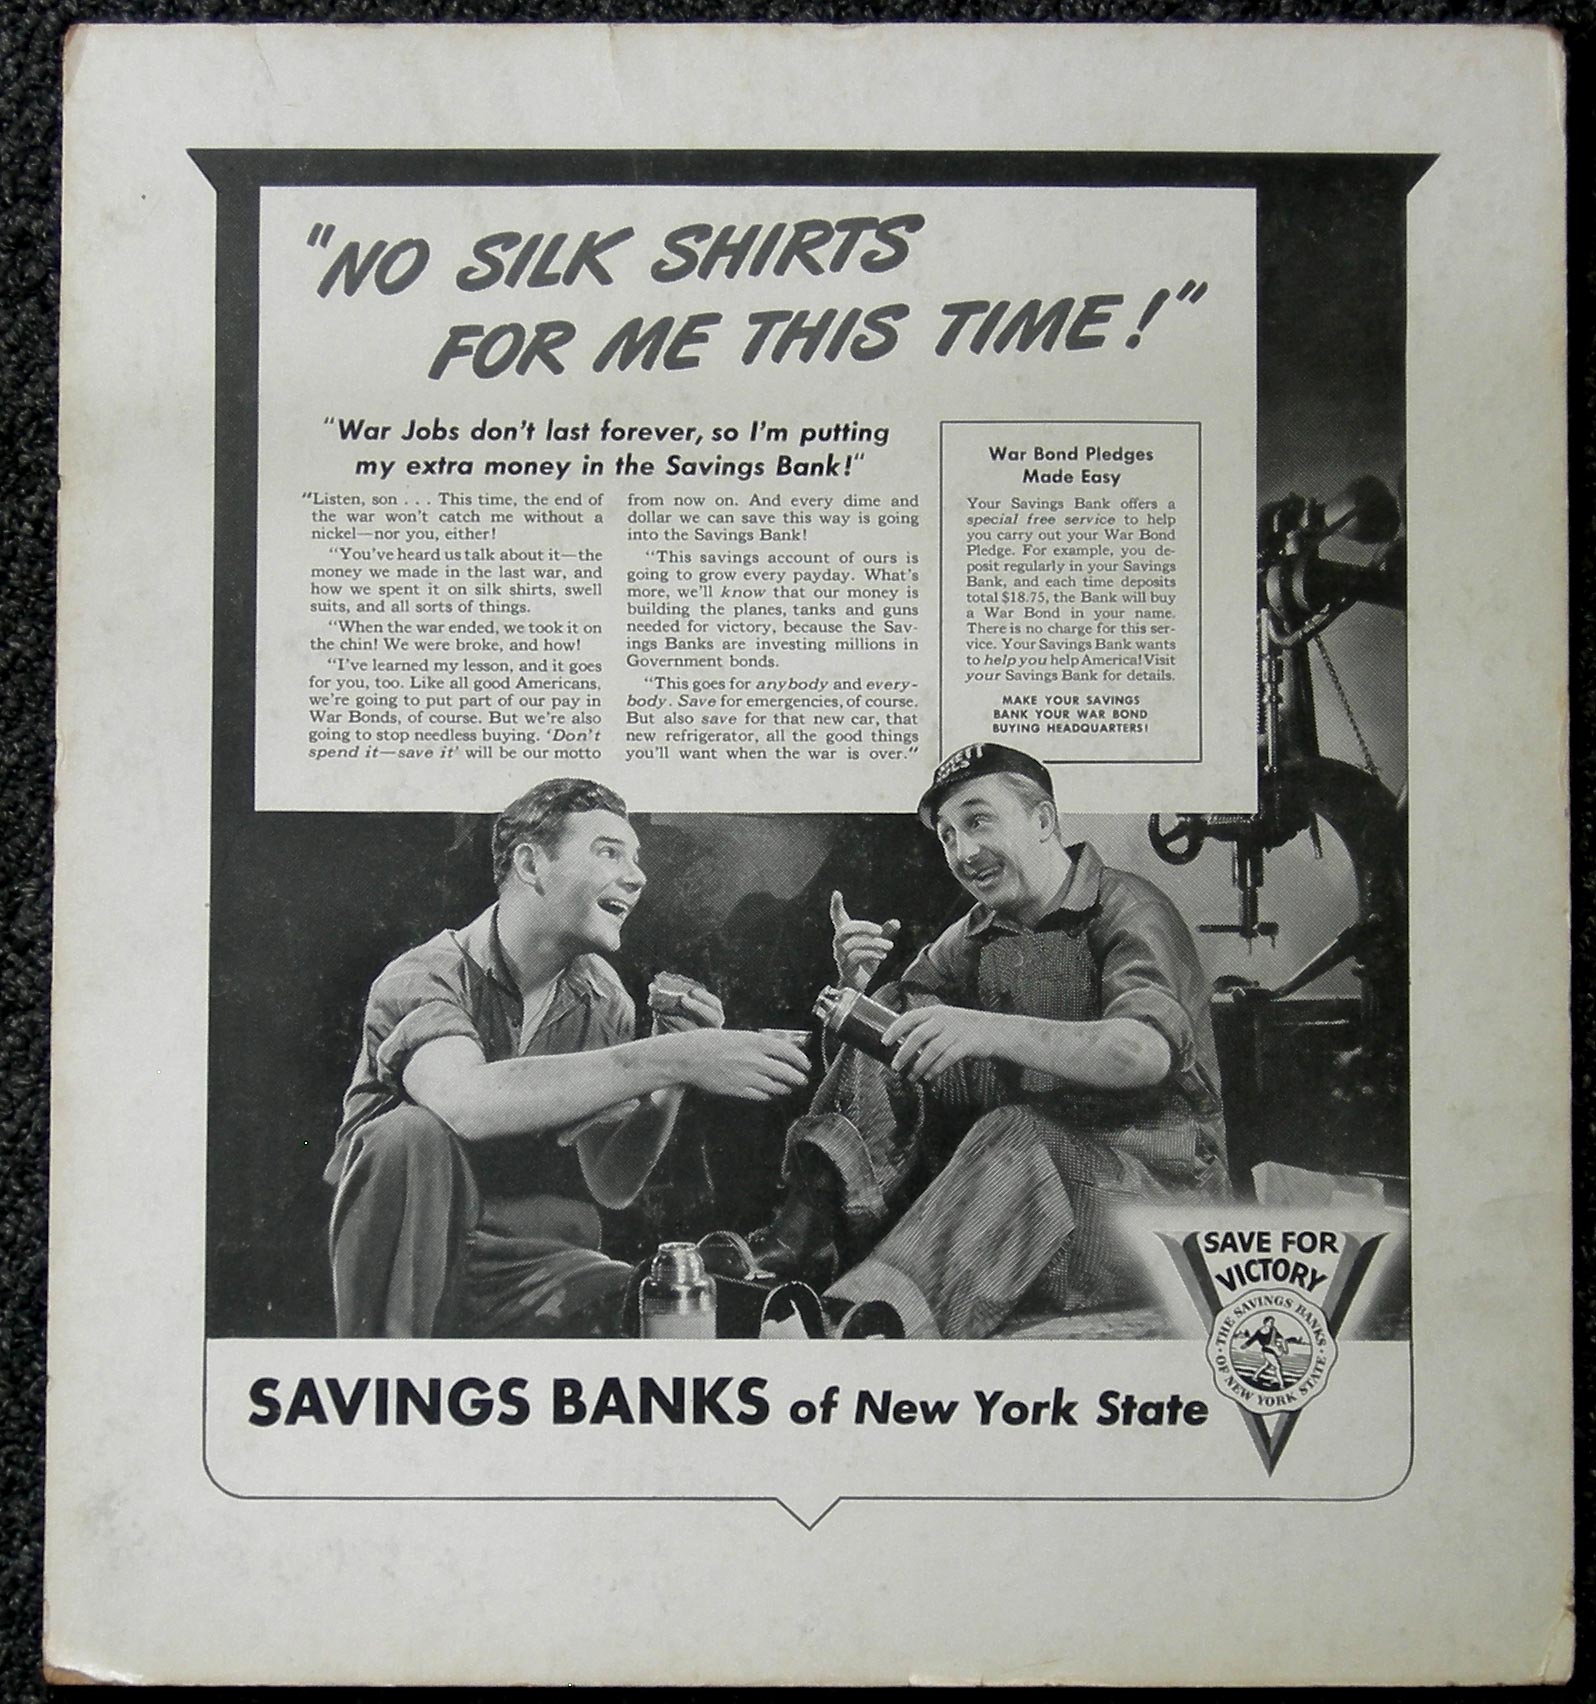 "NO SILK SHIRTS
FOR ME THIS TIME!"
"War Jobs don't last forever, so I'm putting
my extra money in the Savings Bank!"
"Listen, son . . . This time, the end of
the war won't catch me without a
nickel—nor you, either!
"You've heard us talk about it—the
money we made in the last war, and
how we spent it on silk shirts, swell
suits, and all sorts of things.
"When the war ended, we took it on
the chin! We were broke, and how!
"I've learned my lesson, and it goes
for you, too. Like all good Americans,
we're going to put part of our pay in
War Bonds, of course. But we're also
going to stop needless buying. 'Don't
spend it—save it' will be our motto
from now on. And every dime and
dollar we can save this way is going
into the Savings Bank!
"This savings account of ours is
going to grow every payday. What's
more, we'll know that our money is
building the planes, tanks and guns
needed for victory, because the Sav-
ings Banks are investing millions in
Government bonds.
"This goes for anybody and every-
body. Save for emergencies, of course.
But also save for that new car, that
new refrigerator, all the good things
you'll want when the war is over."
War Bond Pledges
Made Easy
Your Savings Bank offers a
special free service to help
you carry out your War Bond
Pledge. For example, you de-
posit regularly in your Savings
Bank, and each time deposits
total $18.75, the Bank will buy
a War Bond in your name.
There is no charge for this ser-
vice. Your Savings Bank wants
to help you help America! Visit
your Savings Bank for details.
MAKE YOUR SAVINGS
BANK YOUR WAR BOND
BUYING HEADQUARTERS!
SAVE FOR
VICTORY
THE SAVINGS BANKS
OF NEW YORK STATE
SAVINGS BANKS of New York State